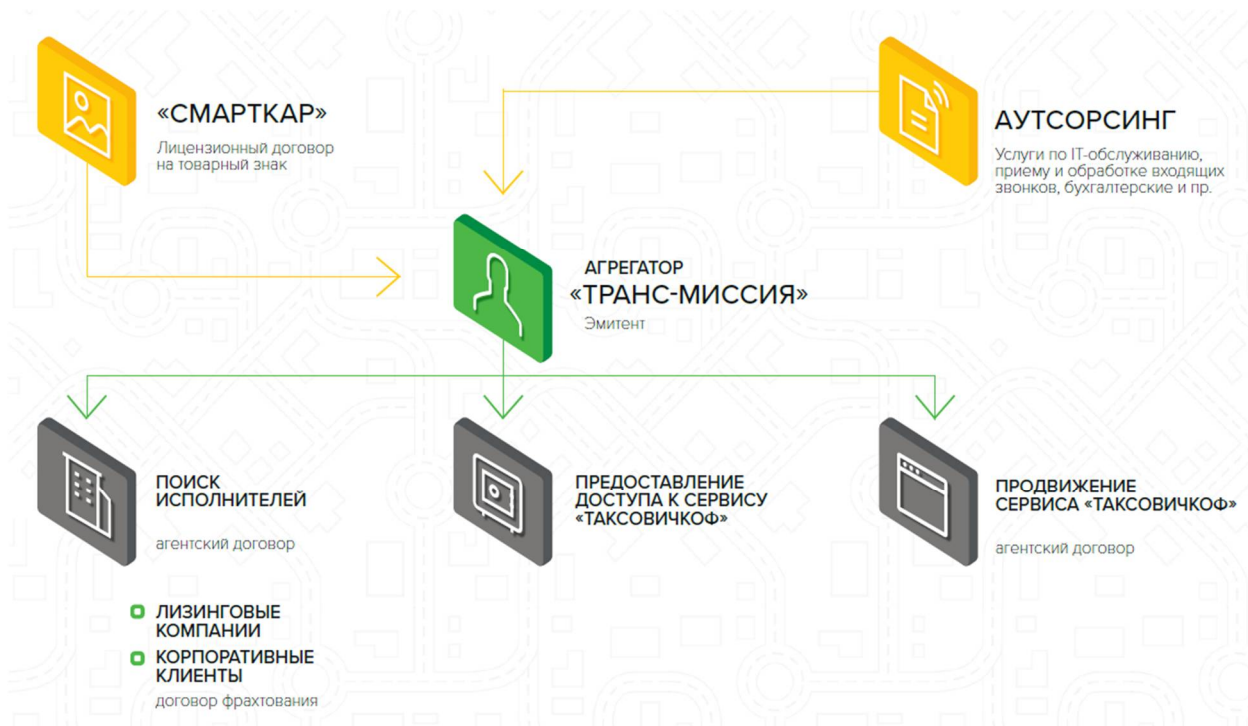 «СМАРТКАР»
Лицензионный договор
на товарный знак
АУТСОРСИНГ
Услуги по IT-обслуживанию,
приему и обработке входящих
звонков, бухгалтерские и пр.
АГРЕГАТОР
«ТРАНС-МИССИЯ»
Эмитент
ПОИСК
ИСПОЛНИТЕЛЕЙ
агентский договор
ЛИЗИНГОВЫЕ
КОМПАНИИ
КОРПОРАТИВНЫЕ
КЛИЕНТЫ
договор фрахтования
ПРЕДОСТАВЛЕНИЕ
ДОСТУПА К СЕРВИСУ
«ТАКСОВИЧКОФ»
ПРОДВИЖЕНИЕ
СЕРВИСА «ТАКСОВИЧКОФ»
агентский договор